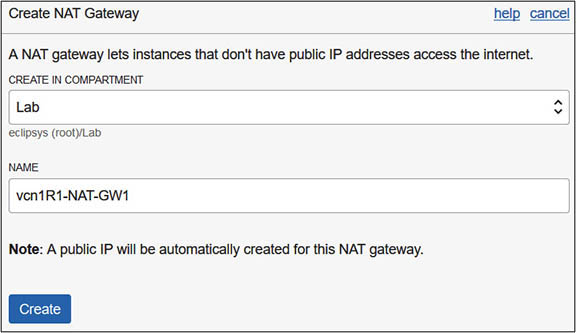 Create NAT Gateway help cancel
A NAT gateway lets instances that don't have public IP addresses access the internet.
CREATE IN COMPARTMENT
Lab
eclipsys (root)/Lab
NAME
vcn1R1-NAT-GW1
Note: A public IP will be automatically created for this NAT gateway.
Create